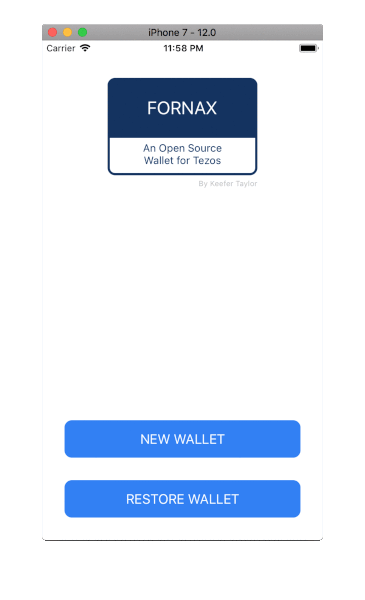 iPhone 7 - 12.0
Carrier 11:58 PM
FORNAX
An Open Source
Wallet for Tezos
By Keefer Taylor
NEW WALLET
RESTORE WALLET